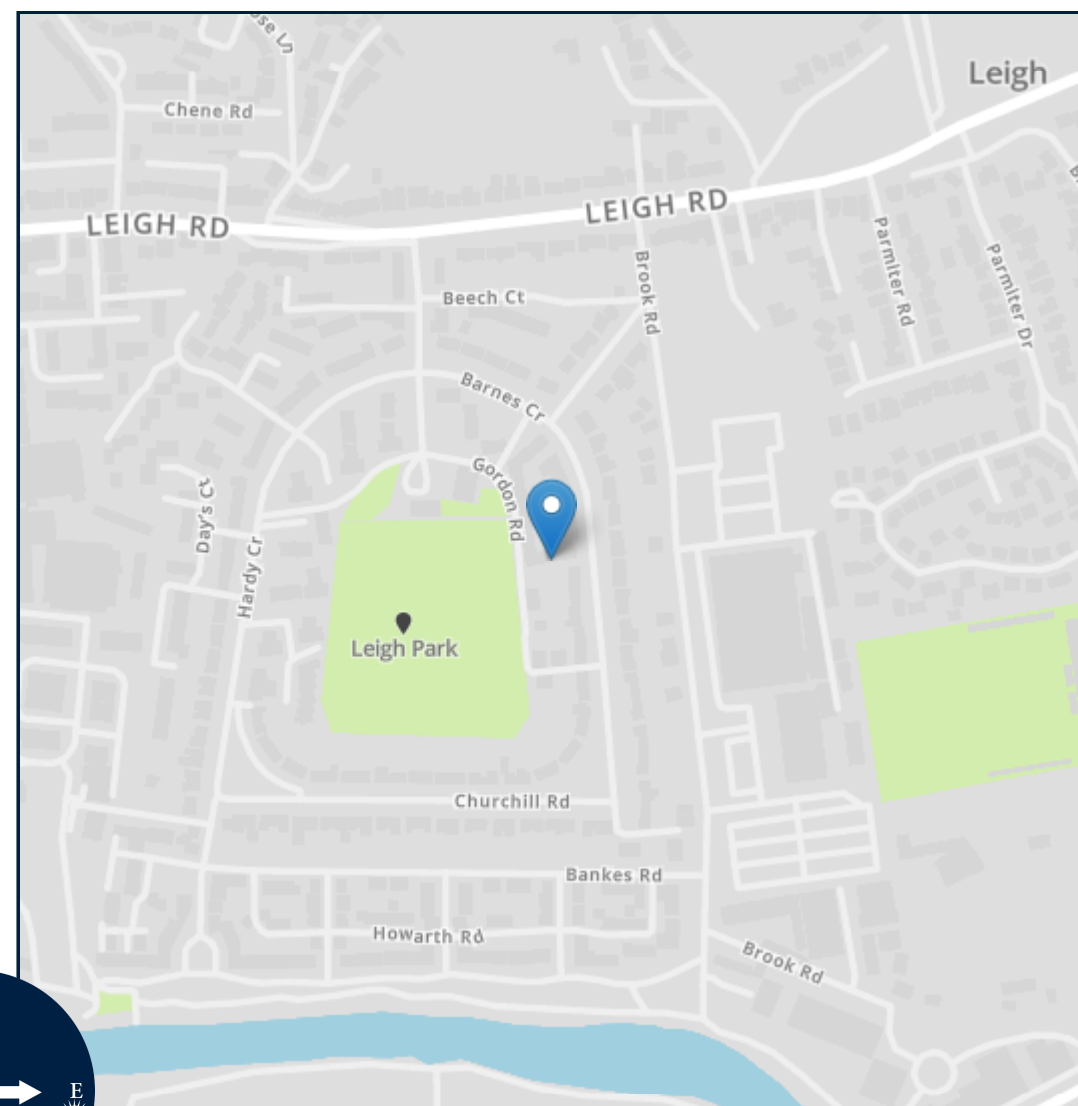 Leigh
Chene Rd
LEIGH RD
LEIGH RD
Parmiter Rd
Parmiter Dr
Brook Rd
Beech Ct
Barnes Cr
Gordon Rd
Day's Ct
Hardy Cr
Leigh Park
Churchill Rd
Bankes Rd
Howarth Rd
Brook Rd
E